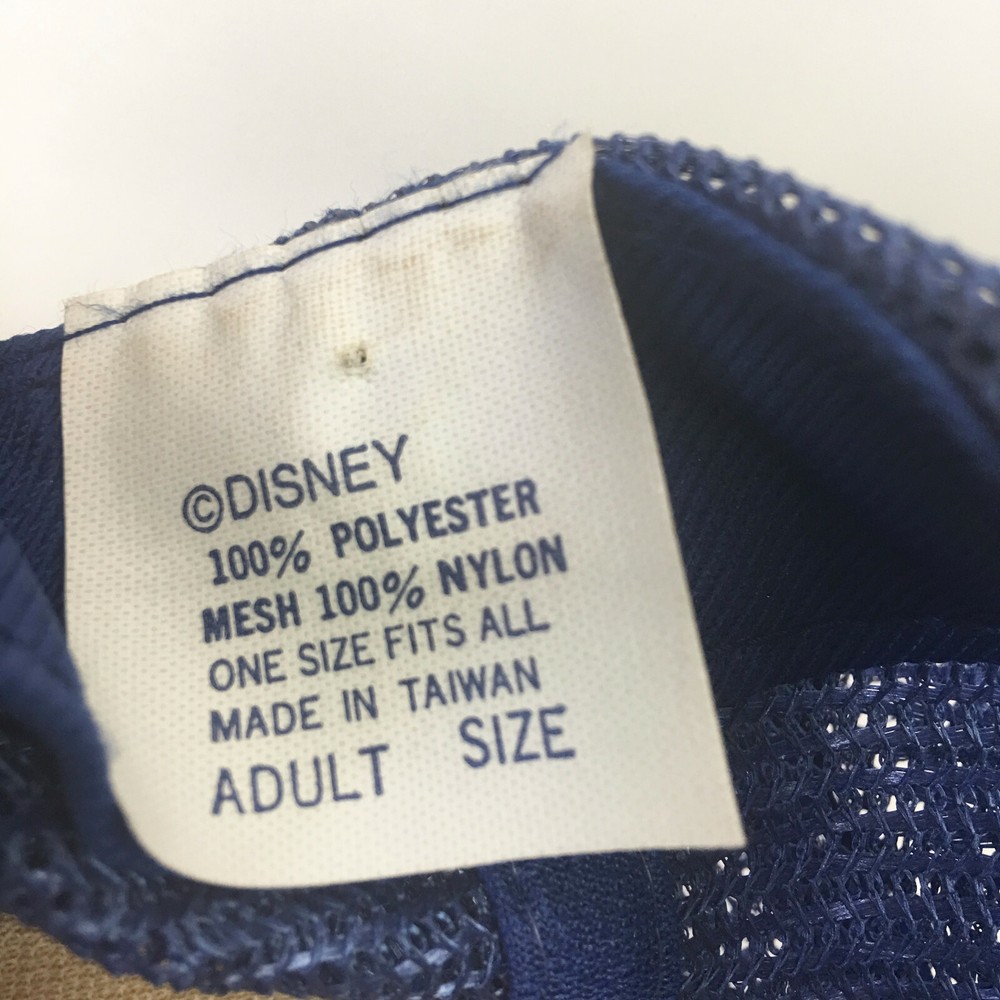 ©DISNEY
100% POLYESTER
MESH 100% NYLON
ONE SIZE FITS ALL
MADE IN TAIWAN
ADULT SIZE